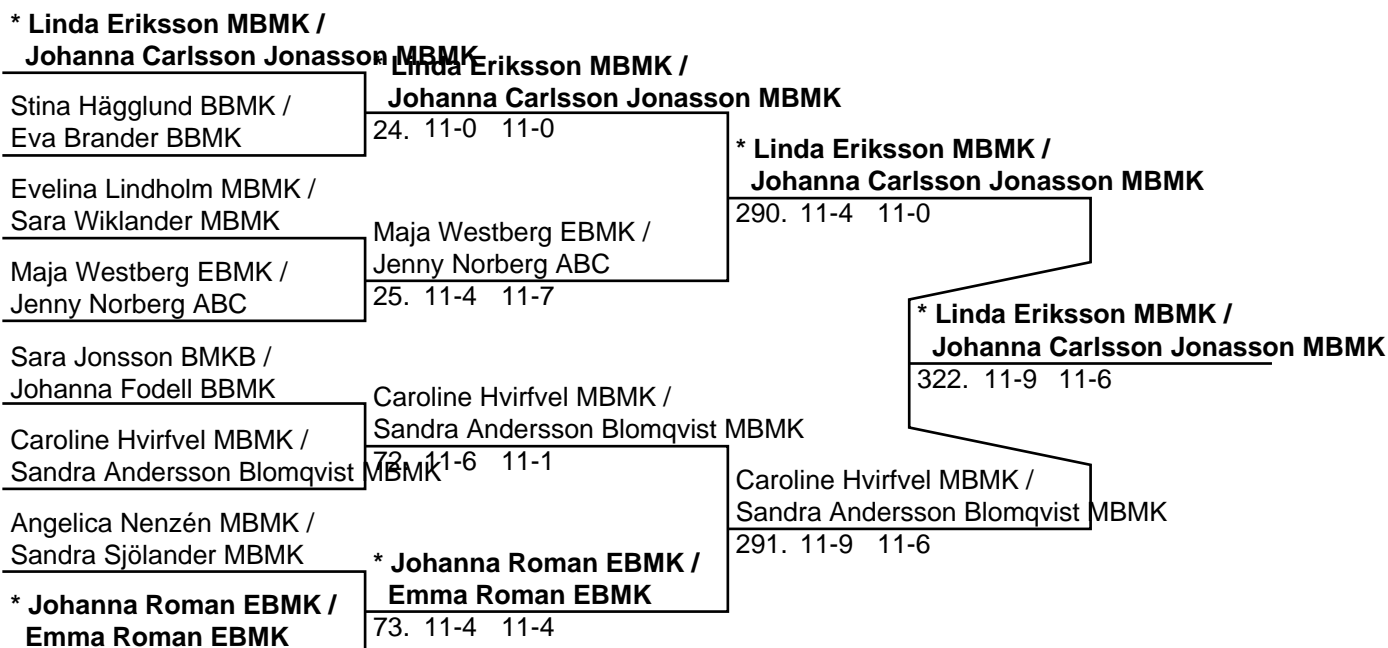 * Linda Eriksson MBMK /
Johanna Carlsson Jonasson MBMK
Stina Hägglund BBMK /
Eva Brander BBMK
Evelina Lindholm MBMK /
Sara Wiklander MBMK
Maja Westberg EBMK /
Jenny Norberg ABC
Sara Jonsson BMKB /
Johanna Fodell BBMK
Caroline Hvirfvel MBMK /
Sandra Andersson Blomqvist MBMK
Angelica Nenzén MBMK /
Sandra Sjölander MBMK
* Johanna Roman EBMK /
Emma Roman EBMK
* Linda Eriksson MBMK /
Johanna Carlsson Jonasson MBMK
24. 11-0 11-0
Maja Westberg EBMK /
Jenny Norberg ABC
25. 11-4 11-7
Caroline Hvirfvel MBMK /
Sandra Andersson Blomqvist MBMK
72. 11-6 11-1
* Johanna Roman EBMK /
Emma Roman EBMK
73. 11-4 11-4
* Linda Eriksson MBMK /
Johanna Carlsson Jonasson MBMK
290. 11-4 11-0
Caroline Hvirfvel MBMK /
Sandra Andersson Blomqvist MBMK
291. 11-9 11-6
* Linda Eriksson MBMK /
Johanna Carlsson Jonasson MBMK
322. 11-9 11-6